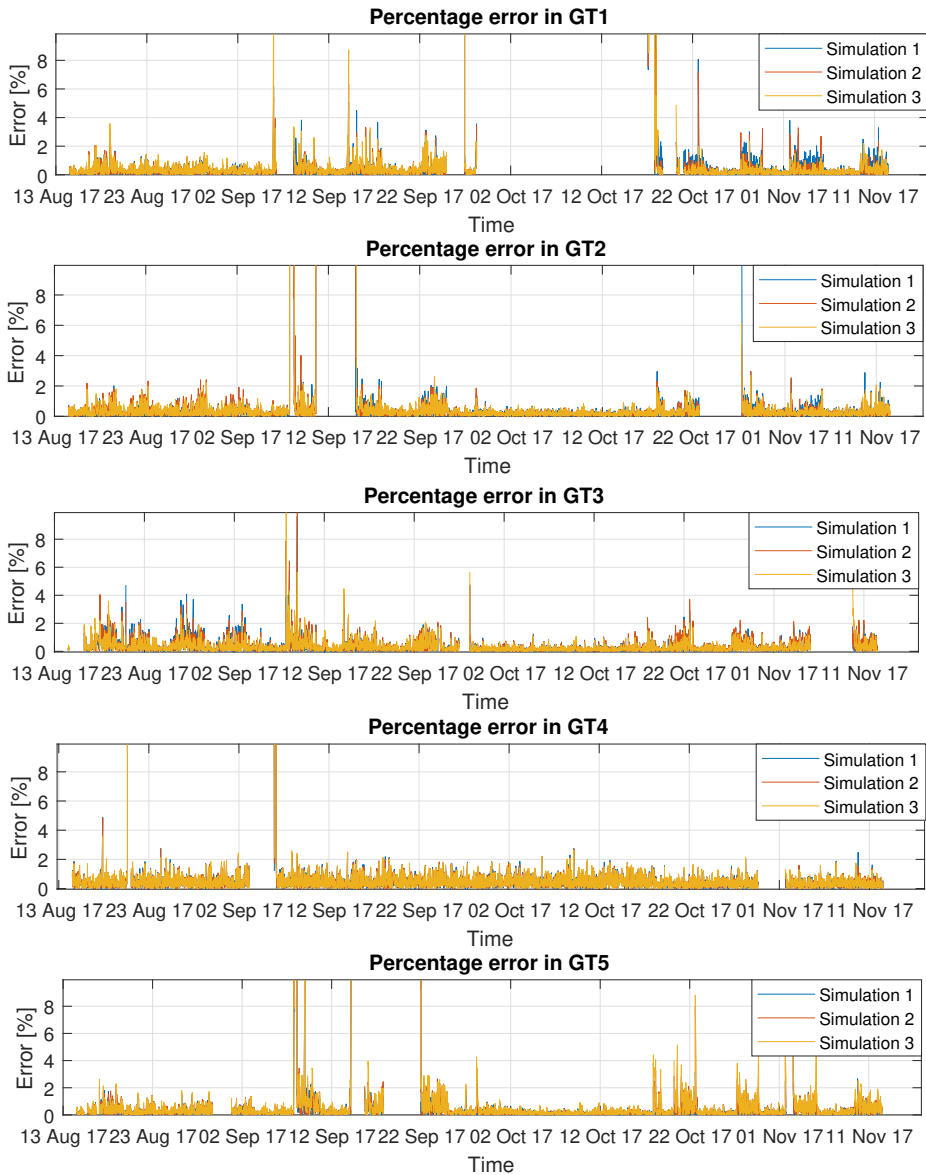 Percentage error in GT1
Error [%]
8
6
4
2
0
Simulation 1
Simulation 2
Simulation 3
13 Aug 17 23 Aug 17 02 Sep 17 12 Sep 17 22 Sep 17 02 Oct 17 12 Oct 17 22 Oct 17 01 Nov 17 11 Nov 17
Time
Percentage error in GT2
Error [%]
8
6
4
2
0
Simulation 1
Simulation 2
Simulation 3
13 Aug 17 23 Aug 17 02 Sep 17 12 Sep 17 22 Sep 17 02 Oct 17 12 Oct 17 22 Oct 17 01 Nov 17 11 Nov 17
Time
Percentage error in GT3
Error [%]
8
6
4
2
0
Simulation 1
Simulation 2
Simulation 3
13 Aug 17 23 Aug 17 02 Sep 17 12 Sep 17 22 Sep 17 02 Oct 17 12 Oct 17 22 Oct 17 01 Nov 17 11 Nov 17
Time
Percentage error in GT4
Error [%]
8
6
4
2
0
Simulation 1
Simulation 2
Simulation 3
13 Aug 17 23 Aug 17 02 Sep 17 12 Sep 17 22 Sep 17 02 Oct 17 12 Oct 17 22 Oct 17 01 Nov 17 11 Nov 17
Time
Percentage error in GT5
Error [%]
8
6
4
2
0
Simulation 1
Simulation 2
Simulation 3
13 Aug 17 23 Aug 17 02 Sep 17 12 Sep 17 22 Sep 17 02 Oct 17 12 Oct 17 22 Oct 17 01 Nov 17 11 Nov 17
Time